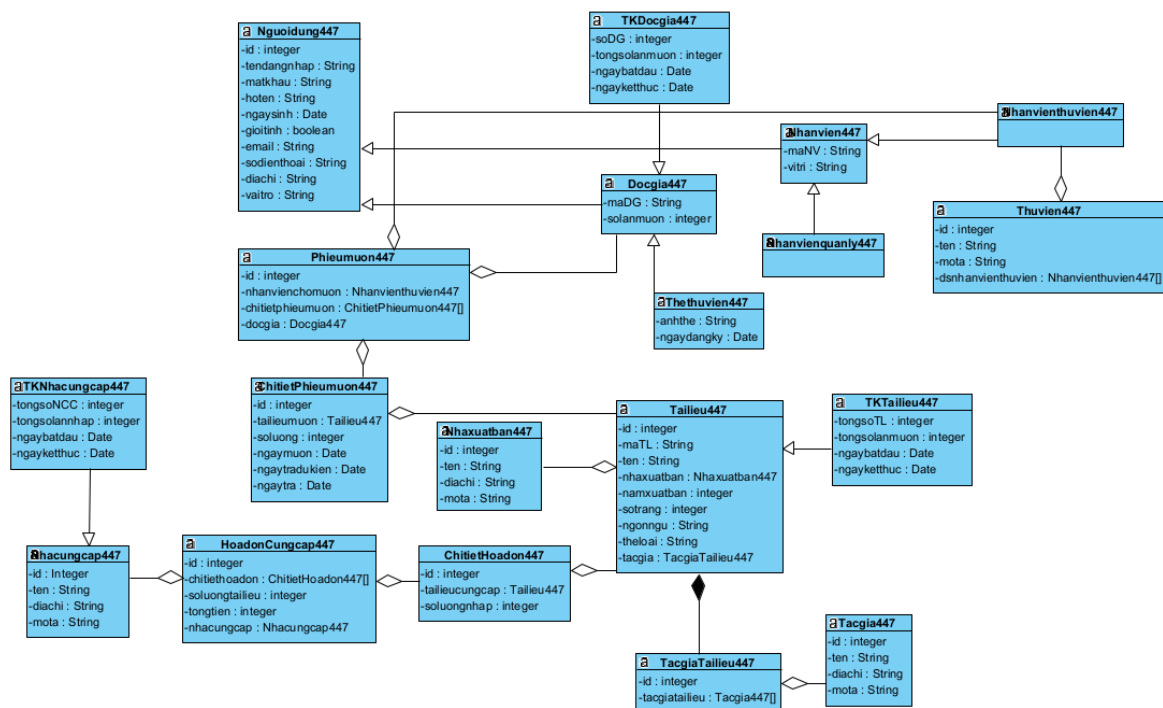 Nguoidung447
-id : integer
-tendangnhap : String
-matkhau : String
-hoten : String
-ngaysinh : Date
-gioitinh : boolean
-email : String
-sodienthoai : String
-diachi : String
-vaitro : String
TKDocgia447
-soDG : integer
-tongsolanmuon : integer
-ngaybatdau : Date
-ngayketthuc : Date
Nhanvienthuvien447
Nhanvien447
-maNV : String
-vitri : String
Docgia447
-maDG : String
-solanmuon : integer
Thuvien447
-id : integer
-ten : String
-mota : String
-dsnhanvienthuvien : Nhanvienthuvien447[]
Nhanvienquanly447
Phieumuon447
-id : integer
-nhanvienchomuon : Nhanvienthuvien447
-chitietphieumuon : ChitietPhieumuon447[]
-docgia : Docgia447
Thethuvien447
-anhthe : String
-ngaydangky : Date
TKNhacungcap447
-tongsoNCC : integer
-tongsolannhap : integer
-ngaybatdau : Date
-ngayketthuc : Date
ChitietPhieumuon447
-id : integer
-tailieumuon : Tailieu447
-soluong : integer
-ngaymuon : Date
-ngaytradukien : Date
-ngaytra : Date
Nhaxuatban447
-id : integer
-ten : String
-diachi : String
-mota : String
Tailieu447
-id : integer
-maTL : String
-ten : String
-nhaxuatban : Nhaxuatban447
-namxuatban : integer
-sotrang : integer
-ngonngu : String
-theloai : String
-tacgia : TacgiaTailieu447
TKTailieu447
-tongsoTL : integer
-tongsolanmuon : integer
-ngaybatdau : Date
-ngayketthuc : Date
Nhacungcap447
-id : Integer
-ten : String
-diachi : String
-mota : String
HoadonCungcap447
-id : integer
-chitiethoadon : ChitietHoadon447[]
-soluongtailieu : integer
-tongtien : integer
-nhacungcap : Nhacungcap447
ChitietHoadon447
-id : integer
-tailieucungcap : Tailieu447
-soluongnhap : integer
Tacgia447
-id : integer
-ten : String
-diachi : String
-mota : String
TacgiaTailieu447
-id : integer
-tacgiatailieu : Tacgia447[]